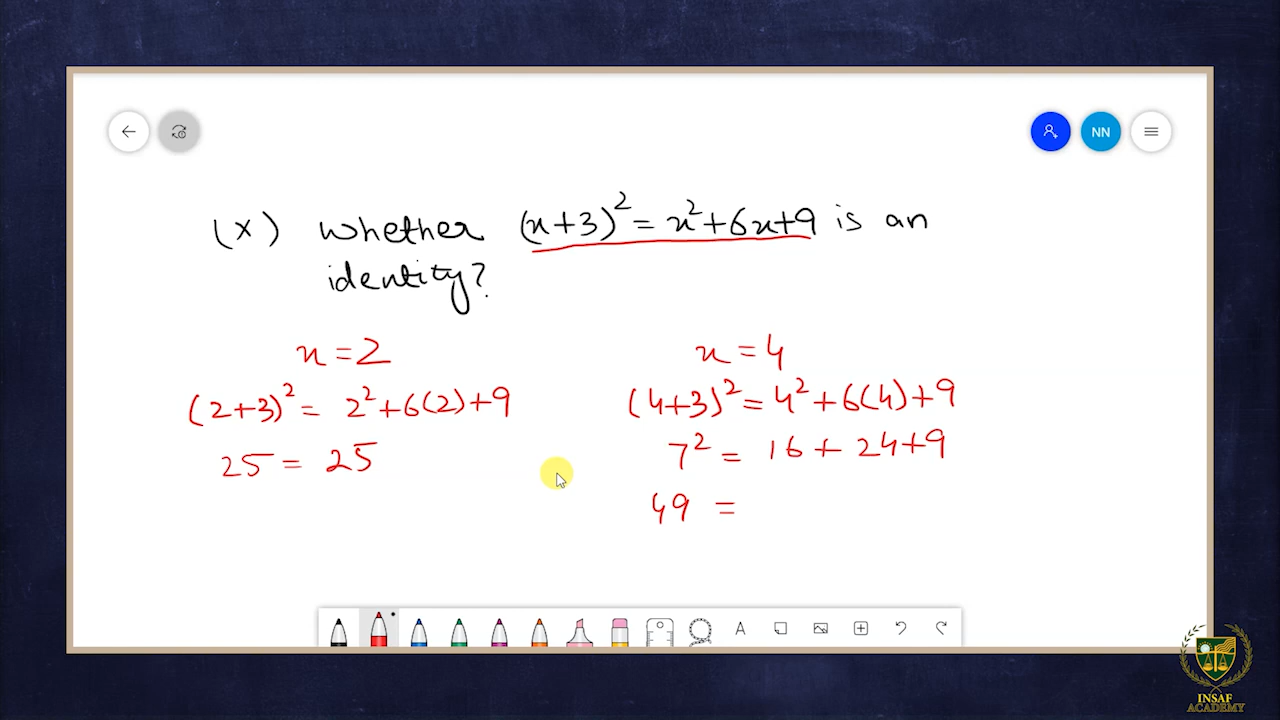 NN
(x) whether (x+3)² = x²+6x+9 is an
identity?
x = 2
(2+3)² = 2²+6(2)+9
25 = 25
x = 4
(4+3)² = 4²+6(4)+9
7² = 16 + 24+9
49 =
A
INSAF
ACADEMY